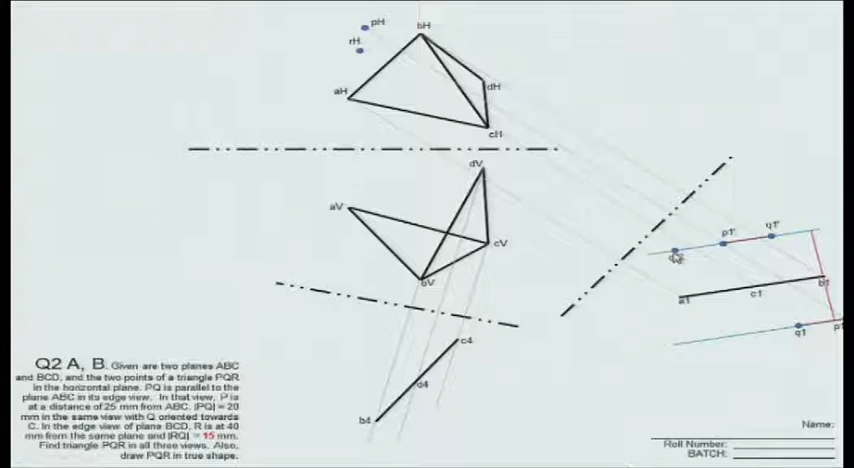 pH
bH
rH
dH
aH
cH
dV
aV
cV
bV
p1'
q1'
a1
c1
b1
q1
p1
c4
d4
b4
Q2 A, B. Given are two planes ABC
and BCD, and the two points of a triangle PQR
in the horizontal plane. PQ is parallel to the
plane ABC in its edge view. In that view, P is
at a distance of 25 mm from ABC. |PQ| = 20
mm in the same view with Q oriented towards
C. In the edge view of plane BCD, R is at 40
mm from the same plane and |RQ| = 15 mm.
Find triangle PQR in all three views. Also,
draw PQR in true shape.
Name:
Roll Number:
BATCH: